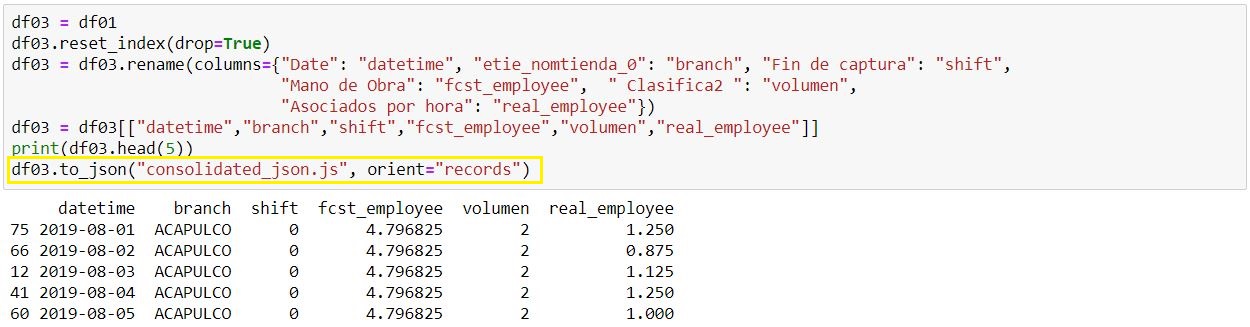 df03 = df01
df03.reset_index(drop=True)
df03 = df03.rename(columns={"Date": "datetime", "etie_nomtienda_0": "branch", "Fin de captura": "shift",
"Mano de Obra": "fcst_employee", " Clasifica2 ": "volumen",
"Asociados por hora": "real_employee"})
df03 = df03[["datetime","branch","shift","fcst_employee","volumen","real_employee"]]
print(df03.head(5))
df03.to_json("consolidated_json.js", orient="records")
datetime branch shift fcst_employee volumen real_employee
75 2019-08-01 ACAPULCO 0 4.796825 2 1.250
66 2019-08-02 ACAPULCO 0 4.796825 2 0.875
12 2019-08-03 ACAPULCO 0 4.796825 2 1.125
41 2019-08-04 ACAPULCO 0 4.796825 2 1.250
60 2019-08-05 ACAPULCO 0 4.796825 2 1.000